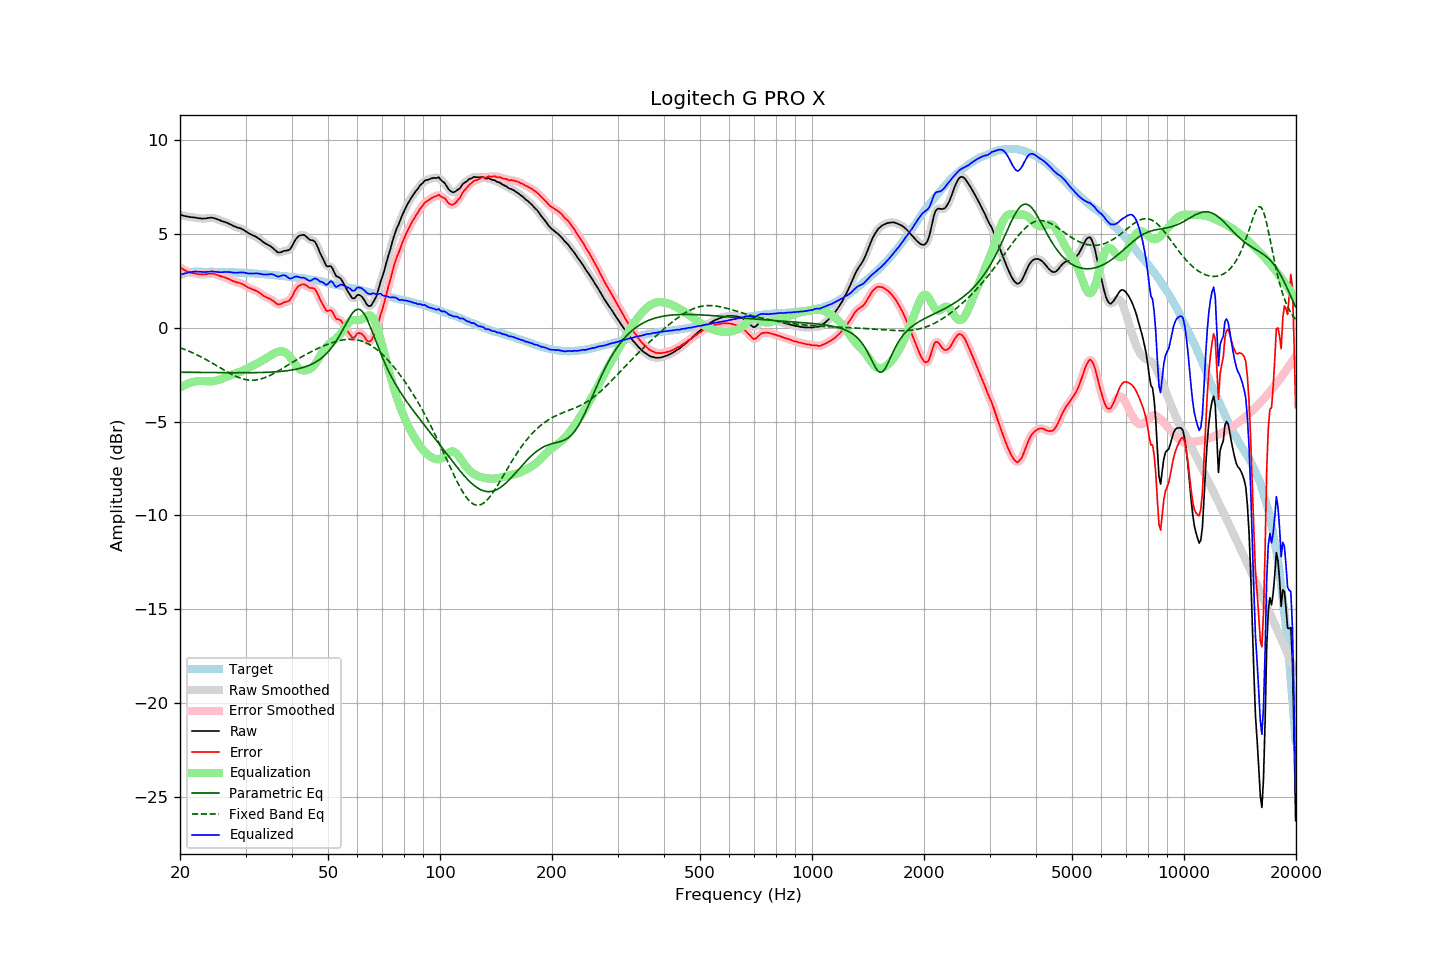 Logitech G PRO X
10
5
0
−5
−10
−15
−20
−25
Amplitude (dBr)
Target
Raw Smoothed
Error Smoothed
Raw
Error
Equalization
Parametric Eq
Fixed Band Eq
Equalized
20 50 100 200 500 1000 2000 5000 10000 20000
Frequency (Hz)